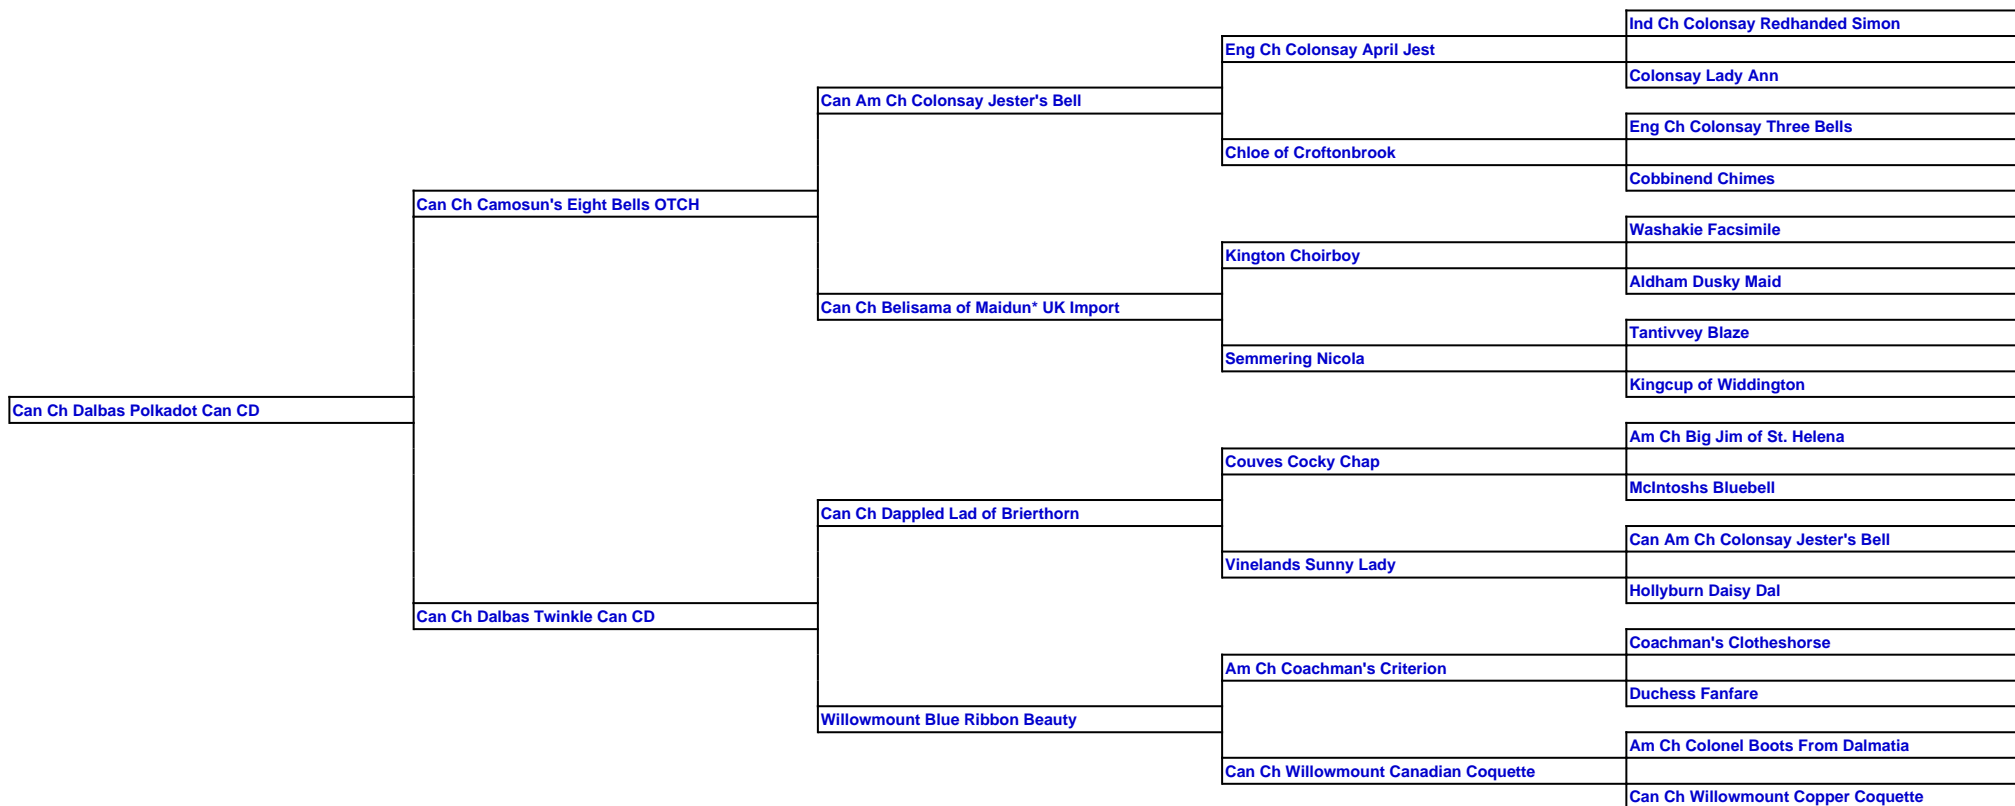 Ind Ch Colonsay Redhanded Simon
Eng Ch Colonsay April Jest
Colonsay Lady Ann
Can Am Ch Colonsay Jester's Bell
Eng Ch Colonsay Three Bells
Chloe of Croftonbrook
Cobbinend Chimes
Can Ch Camosun's Eight Bells OTCH
Washakie Facsimile
Kington Choirboy
Aldham Dusky Maid
Can Ch Belisama of Maidun* UK Import
Tantivvey Blaze
Semmering Nicola
Kingcup of Widdington
Can Ch Dalbas Polkadot Can CD
Am Ch Big Jim of St. Helena
Couves Cocky Chap
McIntoshs Bluebell
Can Ch Dappled Lad of Brierthorn
Can Am Ch Colonsay Jester's Bell
Vinelands Sunny Lady
Hollyburn Daisy Dal
Can Ch Dalbas Twinkle Can CD
Coachman's Clotheshorse
Am Ch Coachman's Criterion
Duchess Fanfare
Willowmount Blue Ribbon Beauty
Am Ch Colonel Boots From Dalmatia
Can Ch Willowmount Canadian Coquette
Can Ch Willowmount Copper Coquette